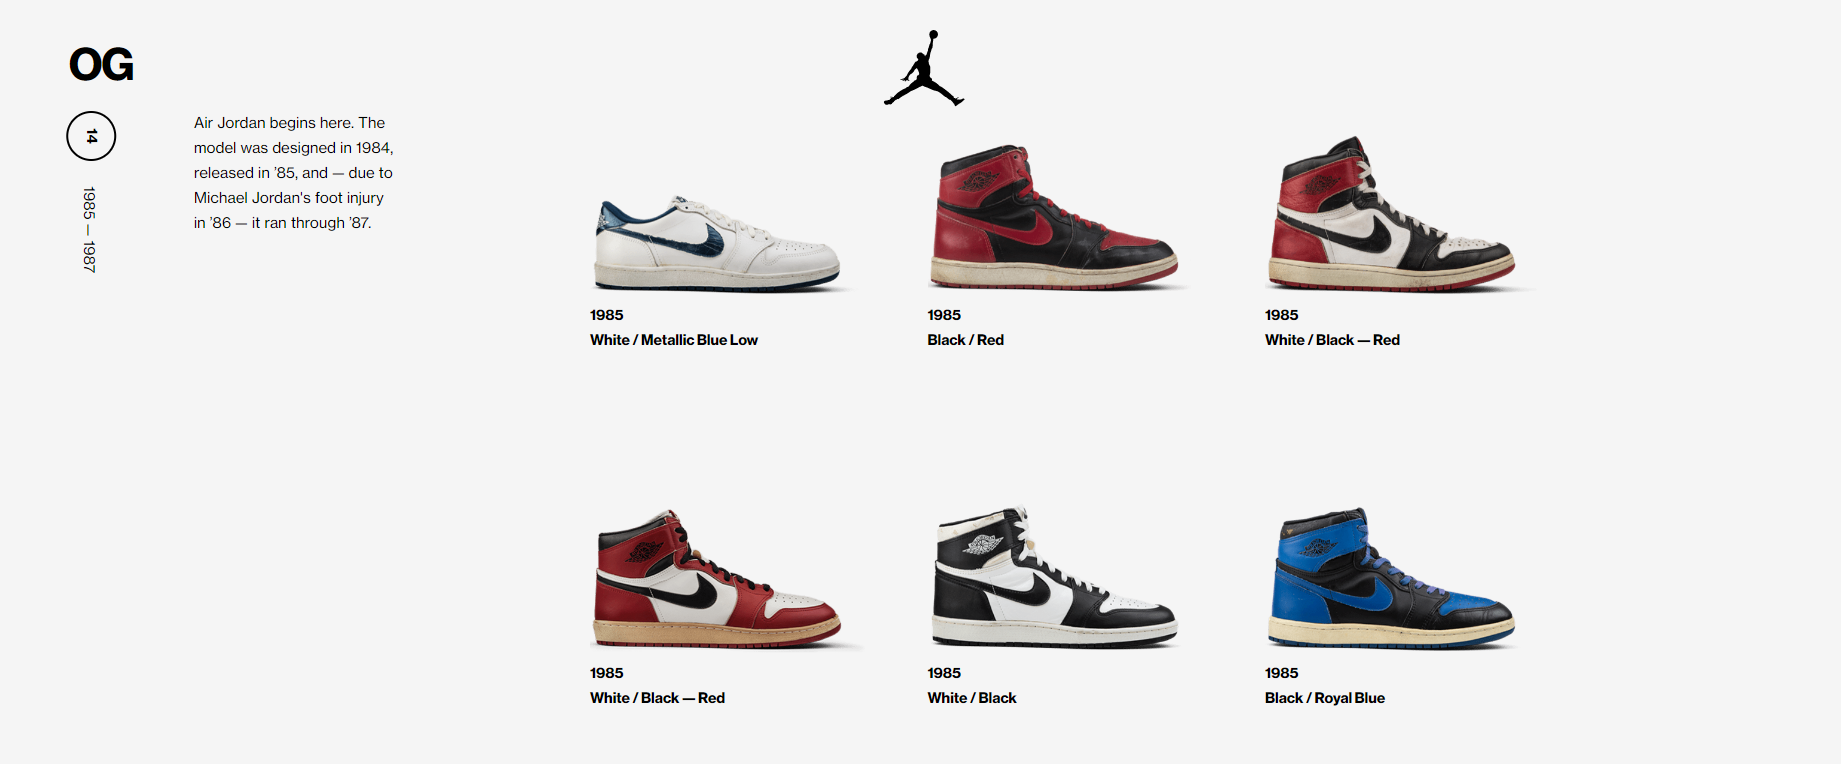 OG
14
1985 — 1987
Air Jordan begins here. The
model was designed in 1984,
released in ’85, and — due to
Michael Jordan's foot injury
in ’86 — it ran through ’87.
1985
White / Metallic Blue Low
1985
Black / Red
1985
White / Black — Red
1985
White / Black — Red
1985
White / Black
1985
Black / Royal Blue